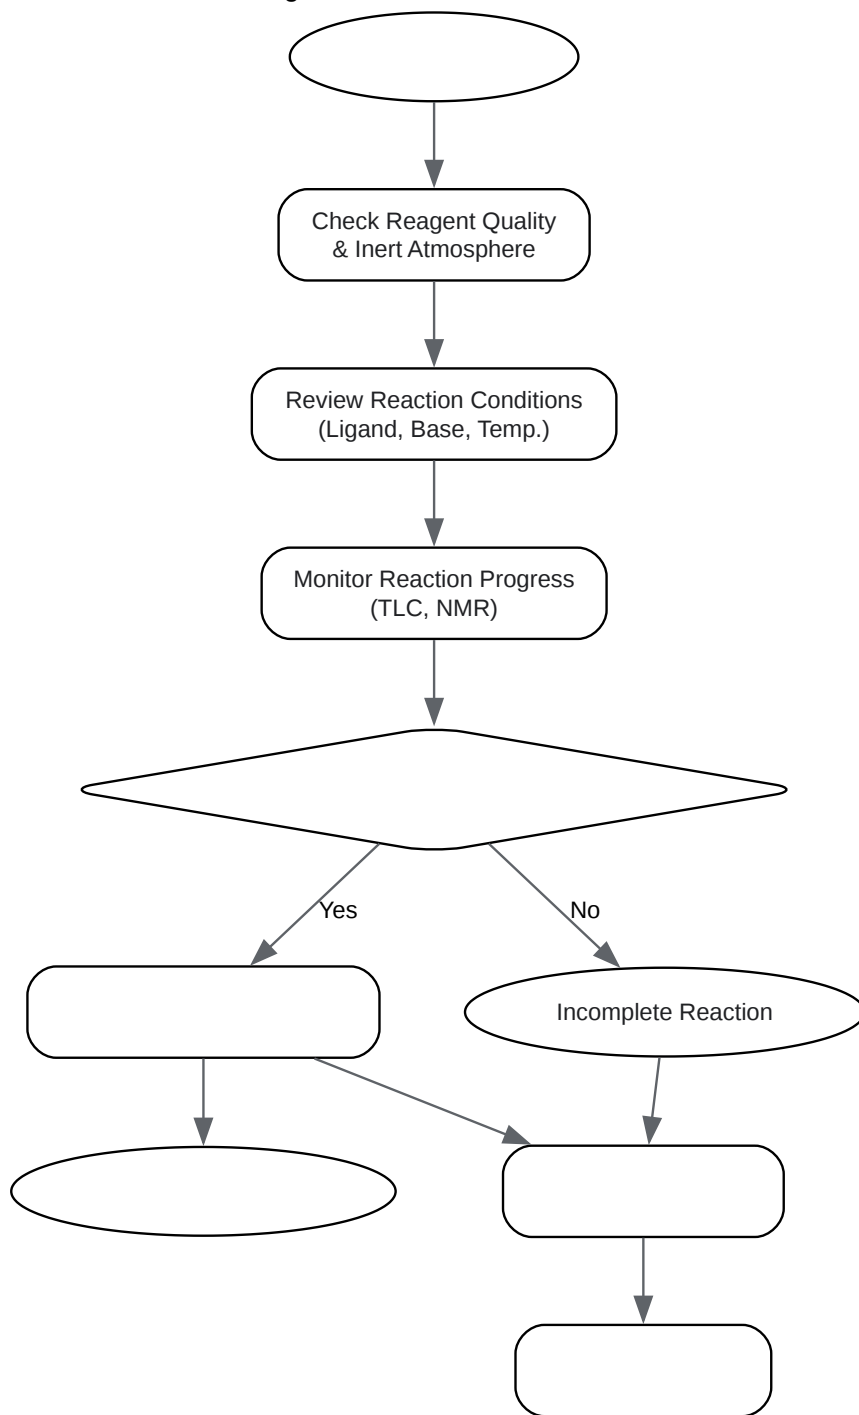 Check Reagent Quality
& Inert Atmosphere
Review Reaction Conditions
(Ligand, Base, Temp.)
Monitor Reaction Progress
(TLC, NMR)
Yes
No
Incomplete Reaction